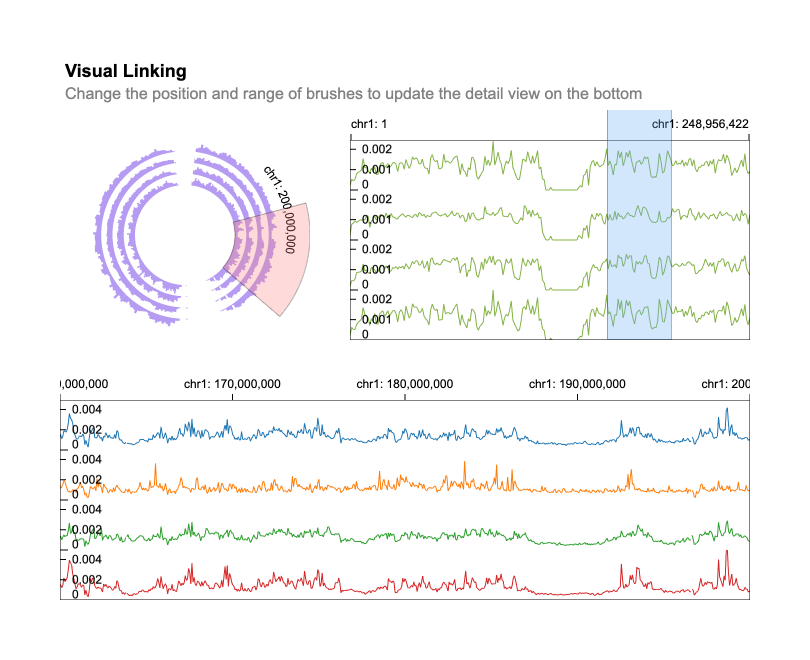 Visual Linking
Change the position and range of brushes to update the detail view on the bottom
chr1: 200,000,000
chr1: 1
chr1: 248,956,422
0.002
0.001
0
0.002
0.001
0
0.002
0.001
0
0.002
0.001
0
0,000,000
chr1: 170,000,000
chr1: 180,000,000
chr1: 190,000,000
chr1: 200
0.004
0.002
0
0.004
0.002
0
0.004
0.002
0
0.004
0.002
0